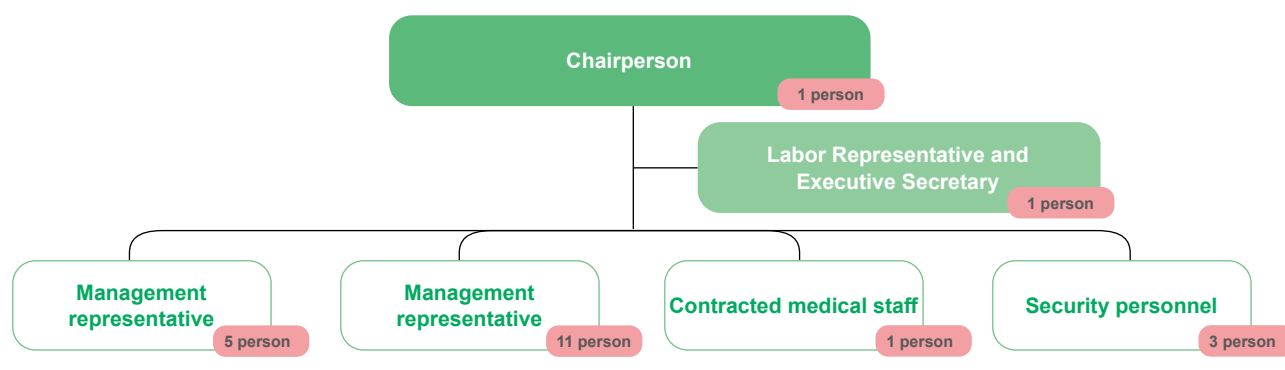 Chairperson
1 person
Labor Representative and
Executive Secretary
1 person
Management
representative
5 person
Management
representative
11 person
Contracted medical staff
1 person
Security personnel
3 person